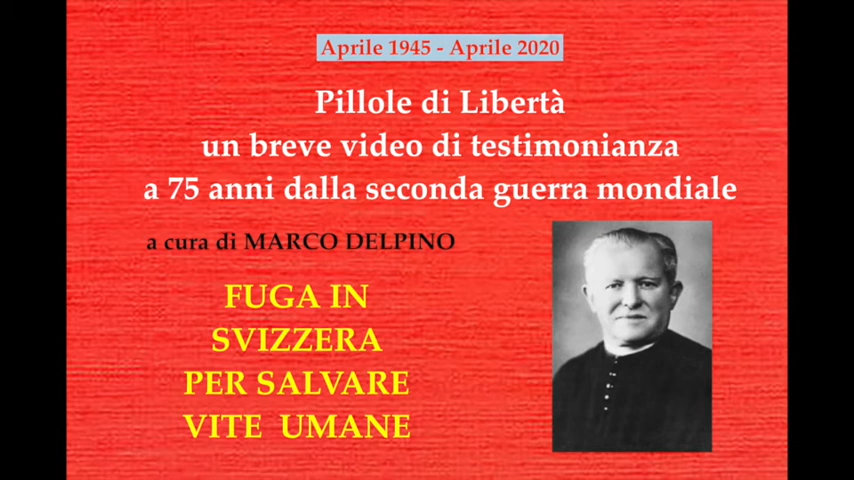 Aprile 1945 - Aprile 2020
Pillole di Libertà
un breve video di testimonianza
a 75 anni dalla seconda guerra mondiale
a cura di MARCO DELPINO
FUGA IN
SVIZZERA
PER SALVARE
VITE UMANE